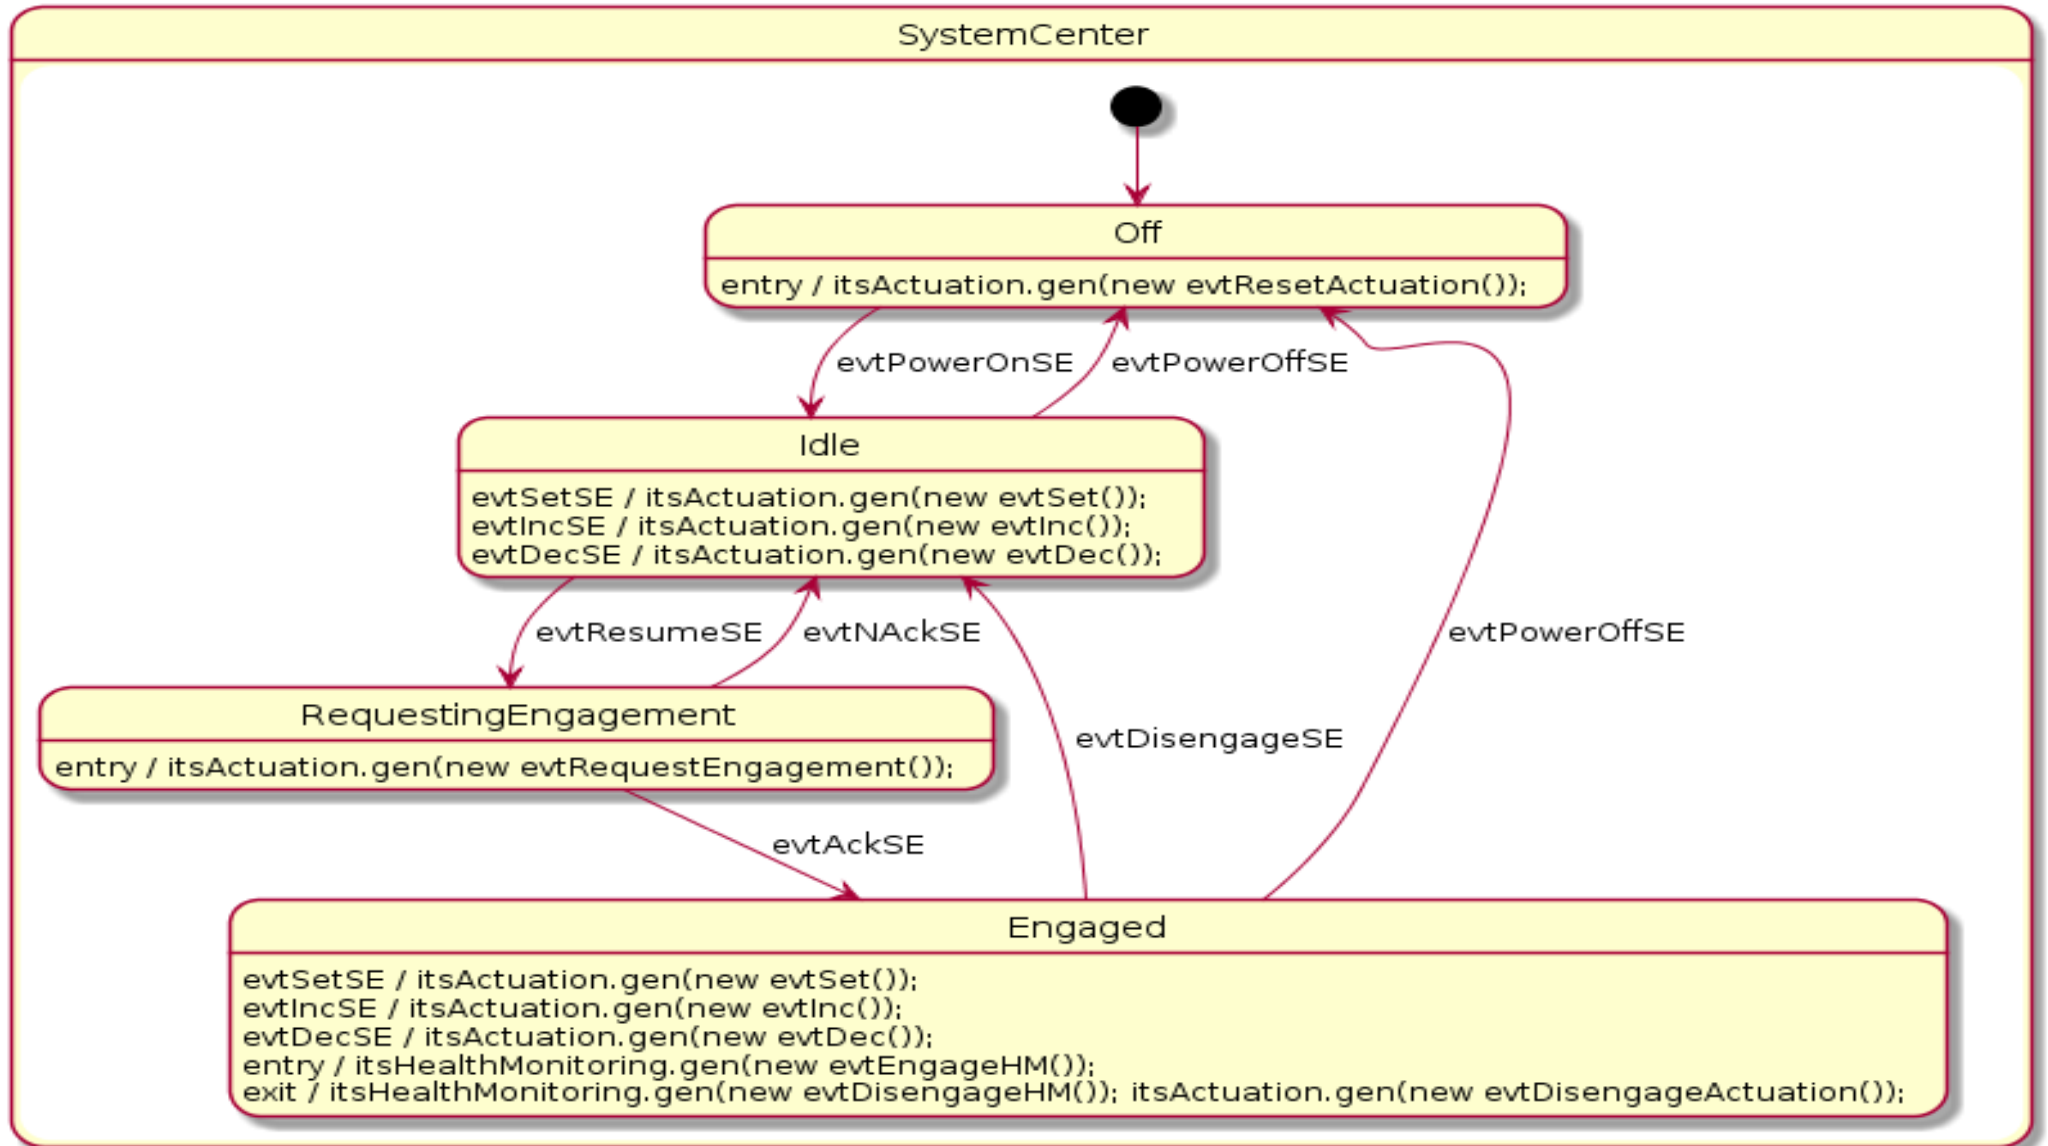 SystemCenter
Off
entry / itsActuation.gen(new evtResetActuation());
evtPowerOnSE
evtPowerOffSE
Idle
evtSetSE / itsActuation.gen(new evtSet());
evtIncSE / itsActuation.gen(new evtInc());
evtDecSE / itsActuation.gen(new evtDec());
evtResumeSE
evtNAckSE
evtPowerOffSE
RequestingEngagement
entry / itsActuation.gen(new evtRequestEngagement());
evtDisengageSE
evtAckSE
Engaged
evtSetSE / itsActuation.gen(new evtSet());
evtIncSE / itsActuation.gen(new evtInc());
evtDecSE / itsActuation.gen(new evtDec());
entry / itsHealthMonitoring.gen(new evtEngageHM());
exit / itsHealthMonitoring.gen(new evtDisengageHM()); itsActuation.gen(new evtDisengageActuation());